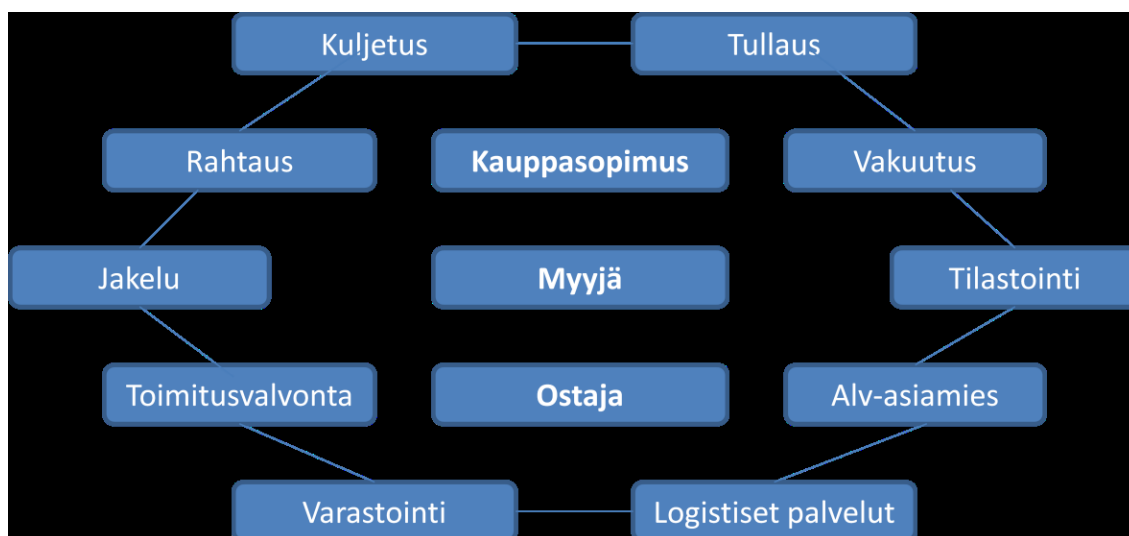 Kuljetus
Tullaus
Rahtaus
Kauppasopimus
Vakuutus
Jakelu
Myyjä
Tilastointi
Toimitusvalvonta
Ostaja
Alv-asiamies
Varastointi
Logistiset palvelut